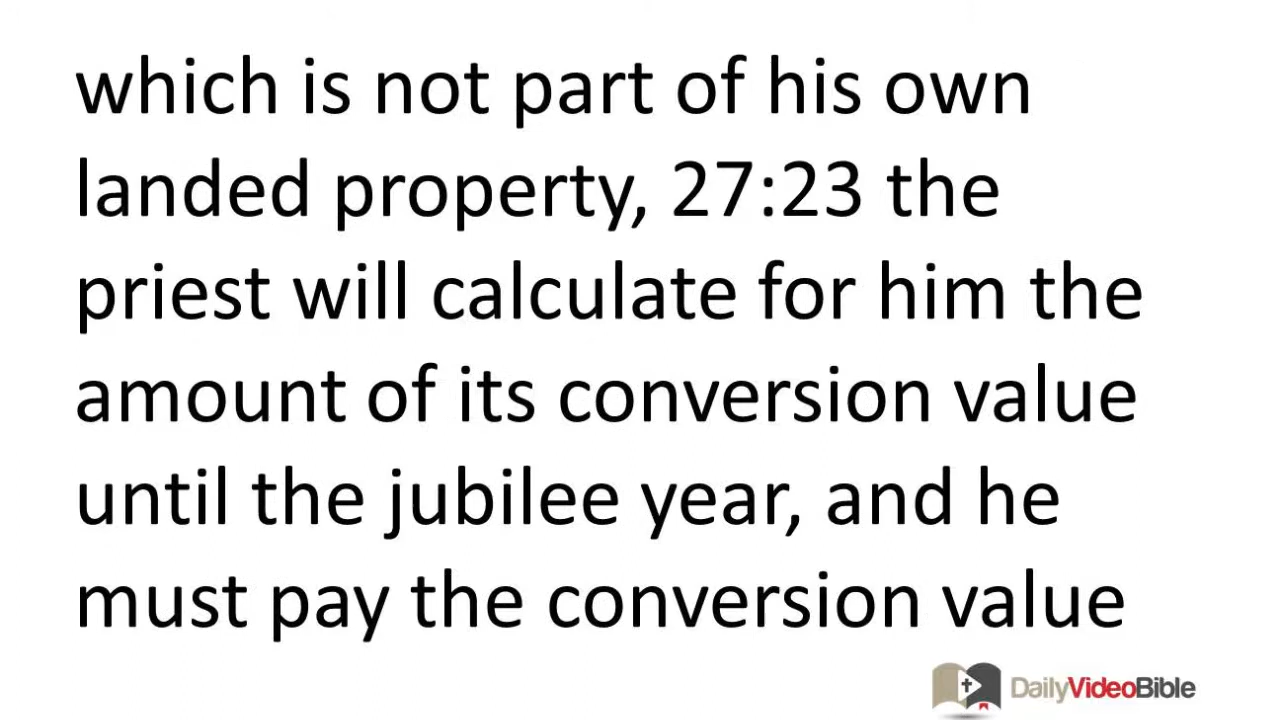 which is not part of his own
landed property, 27:23 the
priest will calculate for him the
amount of its conversion value
until the jubilee year, and he
must pay the conversion value
DailyVideoBible